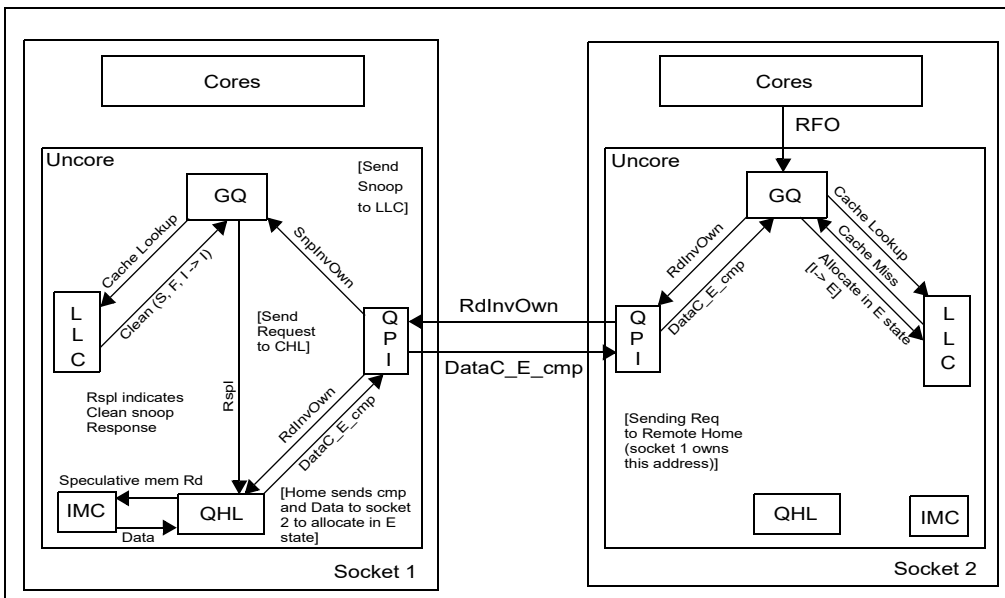 Cores
Uncore
[Send
Snoop
to LLC]
GQ
Cache Lookup
Clean (S, F, I -> I)
SnpInvOwn
L
L
C
[Send
Request
to CHL]
Q
P
I
Rspl
Rspl indicates
Clean snoop
Response
RdInvOwn
DataC_E_cmp
Speculative mem Rd
IMC
Data
QHL
[Home sends cmp
and Data to socket
2 to allocate in E
state]
Socket 1
RdInvOwn
DataC_E_cmp
Cores
RFO
Uncore
GQ
RdInvOwn
DataC_E_cmp
Cache Lookup
Cache Miss
Allocate in E state
[I-> E]
Q
P
I
L
L
C
[Sending Req
to Remote Home
(socket 1 owns
this address)]
QHL
IMC
Socket 2